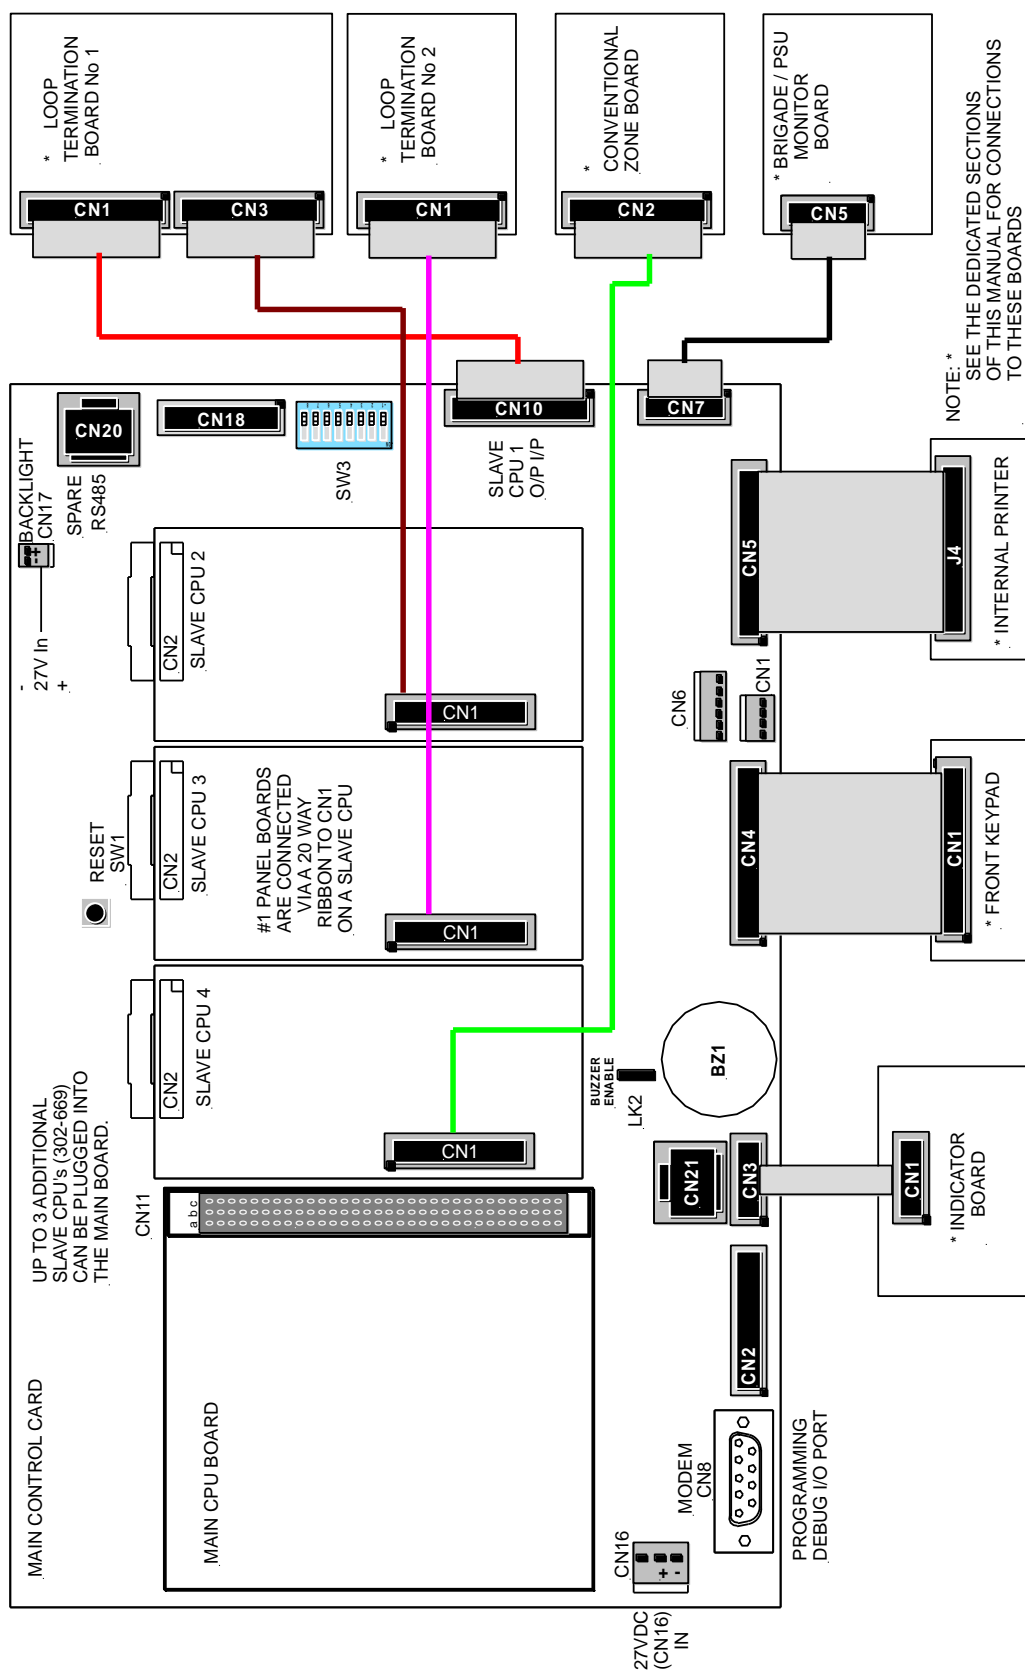 MAIN CONTROL CARD
UP TO 3 ADDITIONAL
SLAVE CPU's (302-669)
CAN BE PLUGGED INTO
THE MAIN BOARD.
RESET
SW1
-
27V In
+
BACKLIGHT
CN17
- +
SPARE
RS485
CN20
CN18
SW3
* LOOP
TERMINATION
BOARD No 1
CN1
CN3
* LOOP
TERMINATION
BOARD No 2
CN1
* CONVENTIONAL
ZONE BOARD
CN2
* BRIGADE / PSU
MONITOR
BOARD
CN5
MAIN CPU BOARD
CN11
a b c
CN2
SLAVE CPU 4
CN1
CN2
SLAVE CPU 3
#1 PANEL BOARDS
ARE CONNECTED
VIA A 20 WAY
RIBBON TO CN1
ON A SLAVE CPU
CN1
CN2
SLAVE CPU 2
CN1
SLAVE
CPU 1
O/P I/P
CN10
CN7
27VDC
(CN16)
IN
CN16
+ -
MODEM
CN8
PROGRAMMING
DEBUG I/O PORT
CN2
CN21
CN3
BUZZER
ENABLE
LK2
BZ1
CN4
CN6
CN1
CN5
* INDICATOR
BOARD
CN1
CN1
* FRONT KEYPAD
J4
* INTERNAL PRINTER
NOTE: *
SEE THE DEDICATED SECTIONS
OF THIS MANUAL FOR CONNECTIONS
TO THESE BOARDS